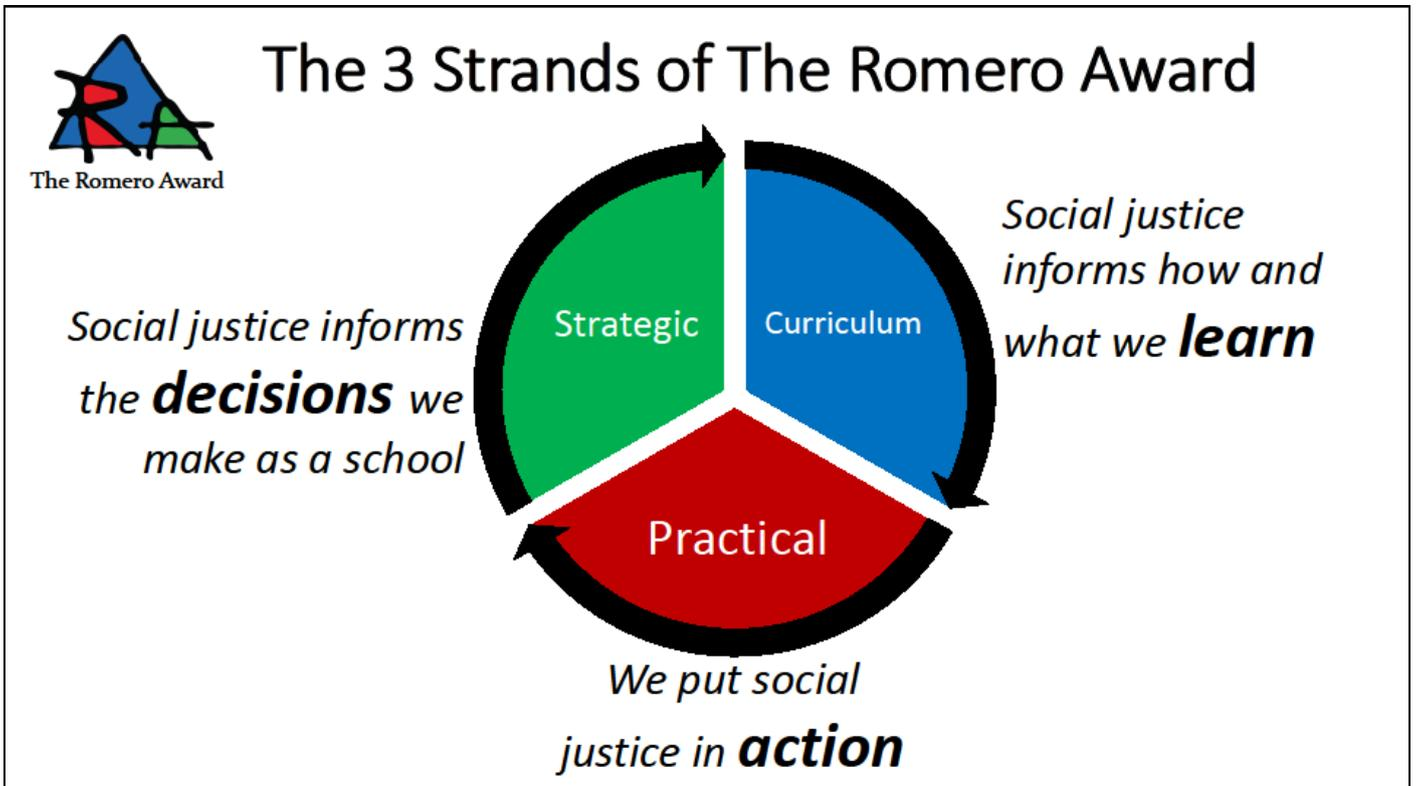 The 3 Strands of The Romero Award
The Romero Award
Strategic
Curriculum
Practical
Social justice
informs how and
what we learn
Social justice informs
the decisions we
make as a school
We put social
justice in action